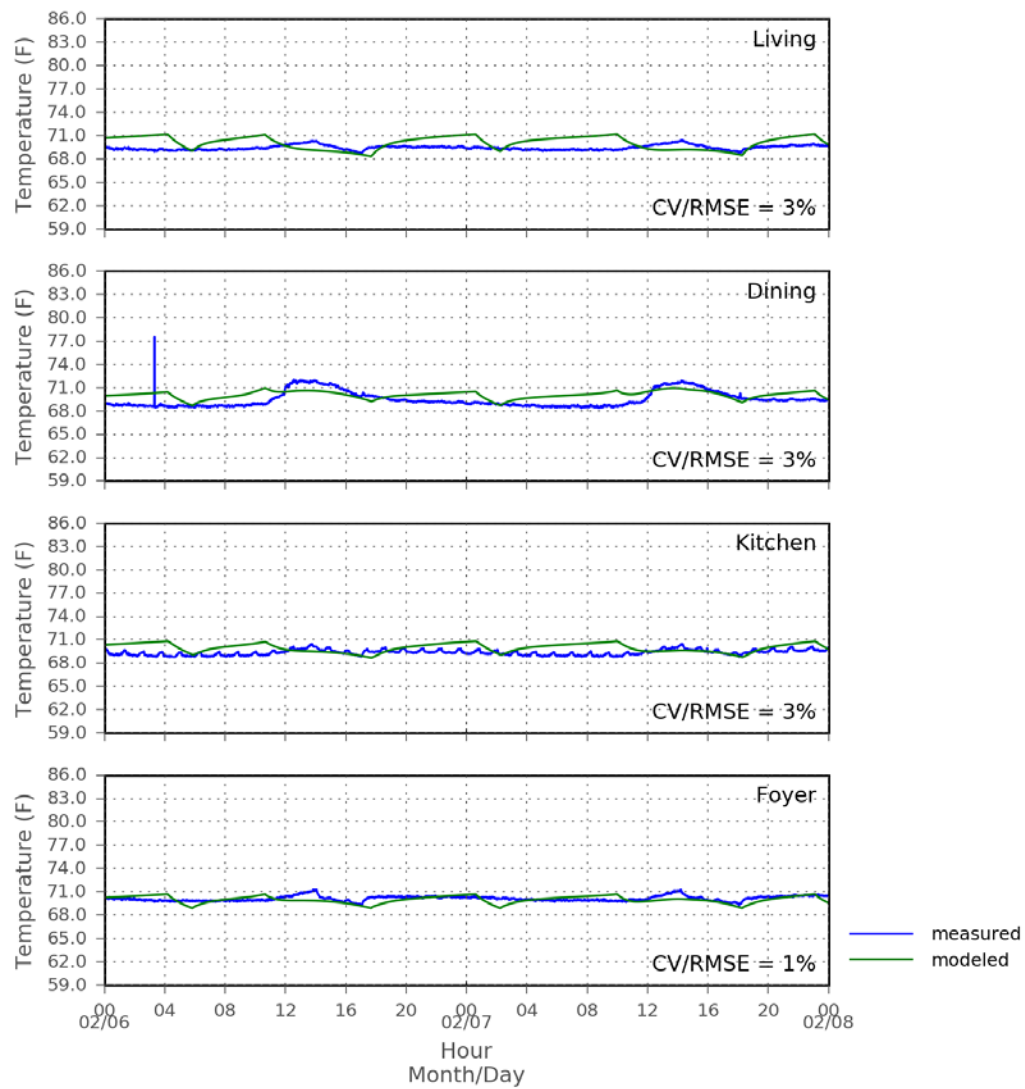 86.0
83.0
80.0
77.0
74.0
71.0
68.0
65.0
62.0
59.0
Temperature (F)
Living
CV/RMSE = 3%
86.0
83.0
80.0
77.0
74.0
71.0
68.0
65.0
62.0
59.0
Temperature (F)
Dining
CV/RMSE = 3%
86.0
83.0
80.0
77.0
74.0
71.0
68.0
65.0
62.0
59.0
Temperature (F)
Kitchen
CV/RMSE = 3%
86.0
83.0
80.0
77.0
74.0
71.0
68.0
65.0
62.0
59.0
Temperature (F)
Foyer
CV/RMSE = 1%
measured
modeled
00 04 08 12 16 20 00 04 08 12 16 20 00
02/06 02/07 02/08
Hour
Month/Day